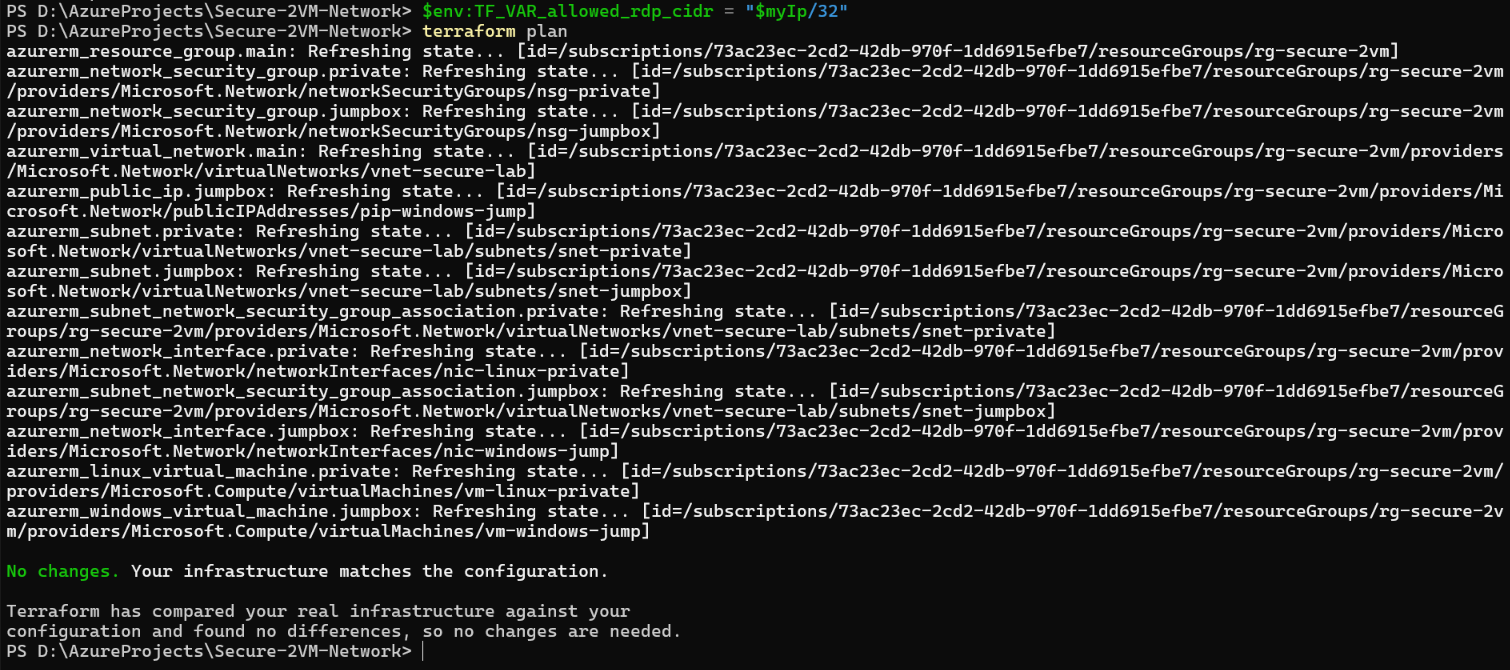 PS D:\AzureProjects\Secure-2VM-Network> $env:TF_VAR_allowed_rdp_cidr = "$myIp/32"
PS D:\AzureProjects\Secure-2VM-Network> terraform plan
azurerm_resource_group.main: Refreshing state... [id=/subscriptions/73ac23ec-2cd2-42db-970f-1dd6915efbe7/resourceGroups/rg-secure-2vm]
azurerm_network_security_group.private: Refreshing state... [id=/subscriptions/73ac23ec-2cd2-42db-970f-1dd6915efbe7/resourceGroups/rg-secure-2vm
/providers/Microsoft.Network/networkSecurityGroups/nsg-private]
azurerm_network_security_group.jumpbox: Refreshing state... [id=/subscriptions/73ac23ec-2cd2-42db-970f-1dd6915efbe7/resourceGroups/rg-secure-2vm
/providers/Microsoft.Network/networkSecurityGroups/nsg-jumpbox]
azurerm_virtual_network.main: Refreshing state... [id=/subscriptions/73ac23ec-2cd2-42db-970f-1dd6915efbe7/resourceGroups/rg-secure-2vm/providers
/Microsoft.Network/virtualNetworks/vnet-secure-lab]
azurerm_public_ip.jumpbox: Refreshing state... [id=/subscriptions/73ac23ec-2cd2-42db-970f-1dd6915efbe7/resourceGroups/rg-secure-2vm/providers/Mi
crosoft.Network/publicIPAddresses/pip-windows-jump]
azurerm_subnet.private: Refreshing state... [id=/subscriptions/73ac23ec-2cd2-42db-970f-1dd6915efbe7/resourceGroups/rg-secure-2vm/providers/Micro
soft.Network/virtualNetworks/vnet-secure-lab/subnets/snet-private]
azurerm_subnet.jumpbox: Refreshing state... [id=/subscriptions/73ac23ec-2cd2-42db-970f-1dd6915efbe7/resourceGroups/rg-secure-2vm/providers/Micro
soft.Network/virtualNetworks/vnet-secure-lab/subnets/snet-jumpbox]
azurerm_subnet_network_security_group_association.private: Refreshing state... [id=/subscriptions/73ac23ec-2cd2-42db-970f-1dd6915efbe7/resourceG
roups/rg-secure-2vm/providers/Microsoft.Network/virtualNetworks/vnet-secure-lab/subnets/snet-private]
azurerm_network_interface.private: Refreshing state... [id=/subscriptions/73ac23ec-2cd2-42db-970f-1dd6915efbe7/resourceGroups/rg-secure-2vm/prov
iders/Microsoft.Network/networkInterfaces/nic-linux-private]
azurerm_subnet_network_security_group_association.jumpbox: Refreshing state... [id=/subscriptions/73ac23ec-2cd2-42db-970f-1dd6915efbe7/resourceG
roups/rg-secure-2vm/providers/Microsoft.Network/virtualNetworks/vnet-secure-lab/subnets/snet-jumpbox]
azurerm_network_interface.jumpbox: Refreshing state... [id=/subscriptions/73ac23ec-2cd2-42db-970f-1dd6915efbe7/resourceGroups/rg-secure-2vm/prov
iders/Microsoft.Network/networkInterfaces/nic-windows-jump]
azurerm_linux_virtual_machine.private: Refreshing state... [id=/subscriptions/73ac23ec-2cd2-42db-970f-1dd6915efbe7/resourceGroups/rg-secure-2vm/
providers/Microsoft.Compute/virtualMachines/vm-linux-private]
azurerm_windows_virtual_machine.jumpbox: Refreshing state... [id=/subscriptions/73ac23ec-2cd2-42db-970f-1dd6915efbe7/resourceGroups/rg-secure-2v
m/providers/Microsoft.Compute/virtualMachines/vm-windows-jump]
No changes. Your infrastructure matches the configuration.
Terraform has compared your real infrastructure against your
configuration and found no differences, so no changes are needed.
PS D:\AzureProjects\Secure-2VM-Network>